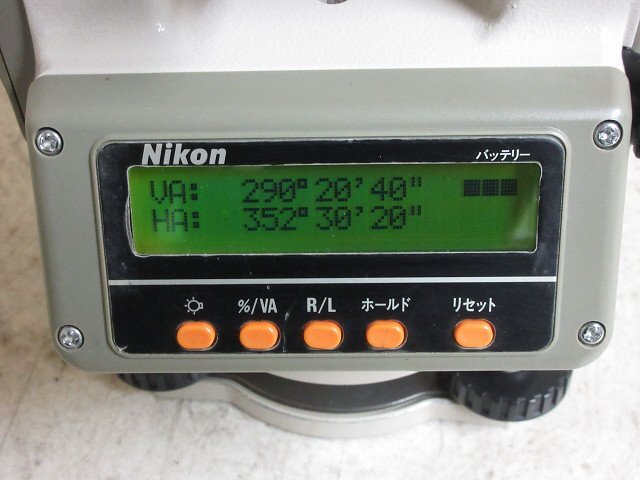 Nikon バッテリー
VA: 290° 20' 40"
HA: 352° 30' 20"
%/VA R/L ホールド リセット